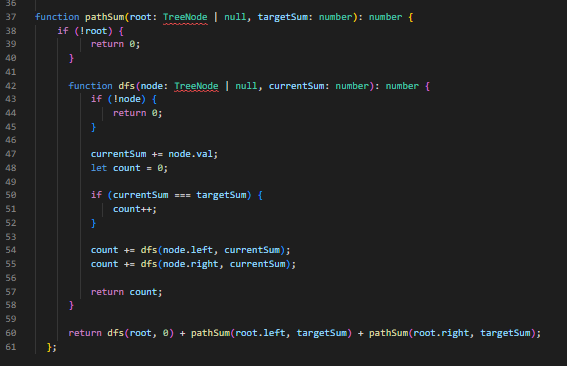 36
37 function pathSum(root: TreeNode | null, targetSum: number): number {
38     if (!root) {
39         return 0;
40     }
41
42     function dfs(node: TreeNode | null, currentSum: number): number {
43         if (!node) {
44             return 0;
45         }
46
47         currentSum += node.val;
48         let count = 0;
49
50         if (currentSum === targetSum) {
51             count++;
52         }
53
54         count += dfs(node.left, currentSum);
55         count += dfs(node.right, currentSum);
56
57         return count;
58     }
59
60     return dfs(root, 0) + pathSum(root.left, targetSum) + pathSum(root.right, targetSum);
61 };